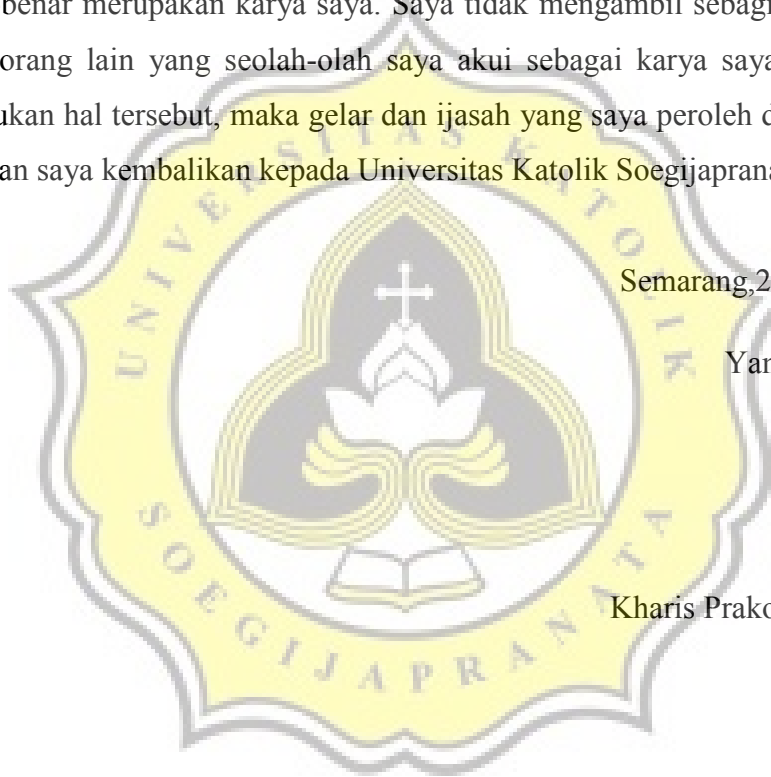 benar merupakan karya saya. Saya tidak mengambil sebagi
orang lain yang seolah-olah saya akui sebagai karya saya
ukan hal tersebut, maka gelar dan ijasah yang saya peroleh d
an saya kembalikan kepada Universitas Katolik Soegijaprana
Semarang,2
Yan
Kharis Prako
UNIVERSITAS KATOLIK
SOEGIJAPRANATA